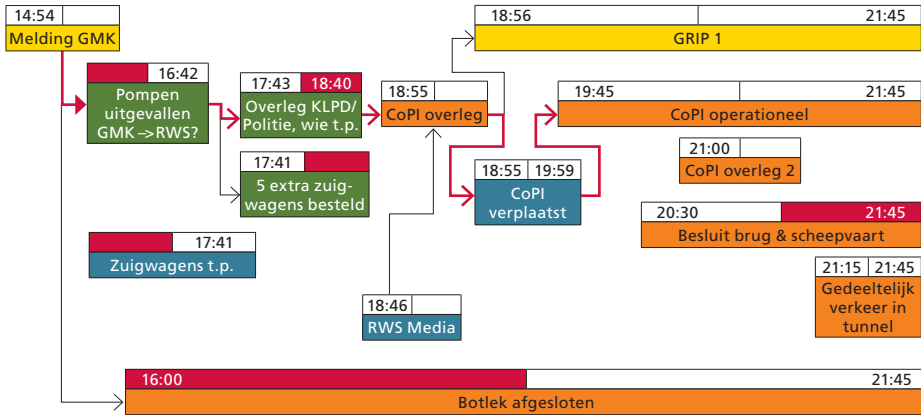 14:54
Melding GMK
18:56 21:45
GRIP 1
16:42
Pompen
uitgevallen
GMK –>RWS?
17:43 18:40
Overleg KLPD/
Politie, wie t.p.
18:55
CoPI overleg
19:45 21:45
CoPI operationeel
21:00
CoPI overleg 2
17:41
5 extra zuig-
wagens besteld
18:55 19:59
CoPI
verplaatst
20:30 21:45
Besluit brug & scheepvaart
17:41
Zuigwagens t.p.
21:15 21:45
Gedeeltelijk
verkeer in
tunnel
18:46
RWS Media
16:00 21:45
Botlek afgesloten